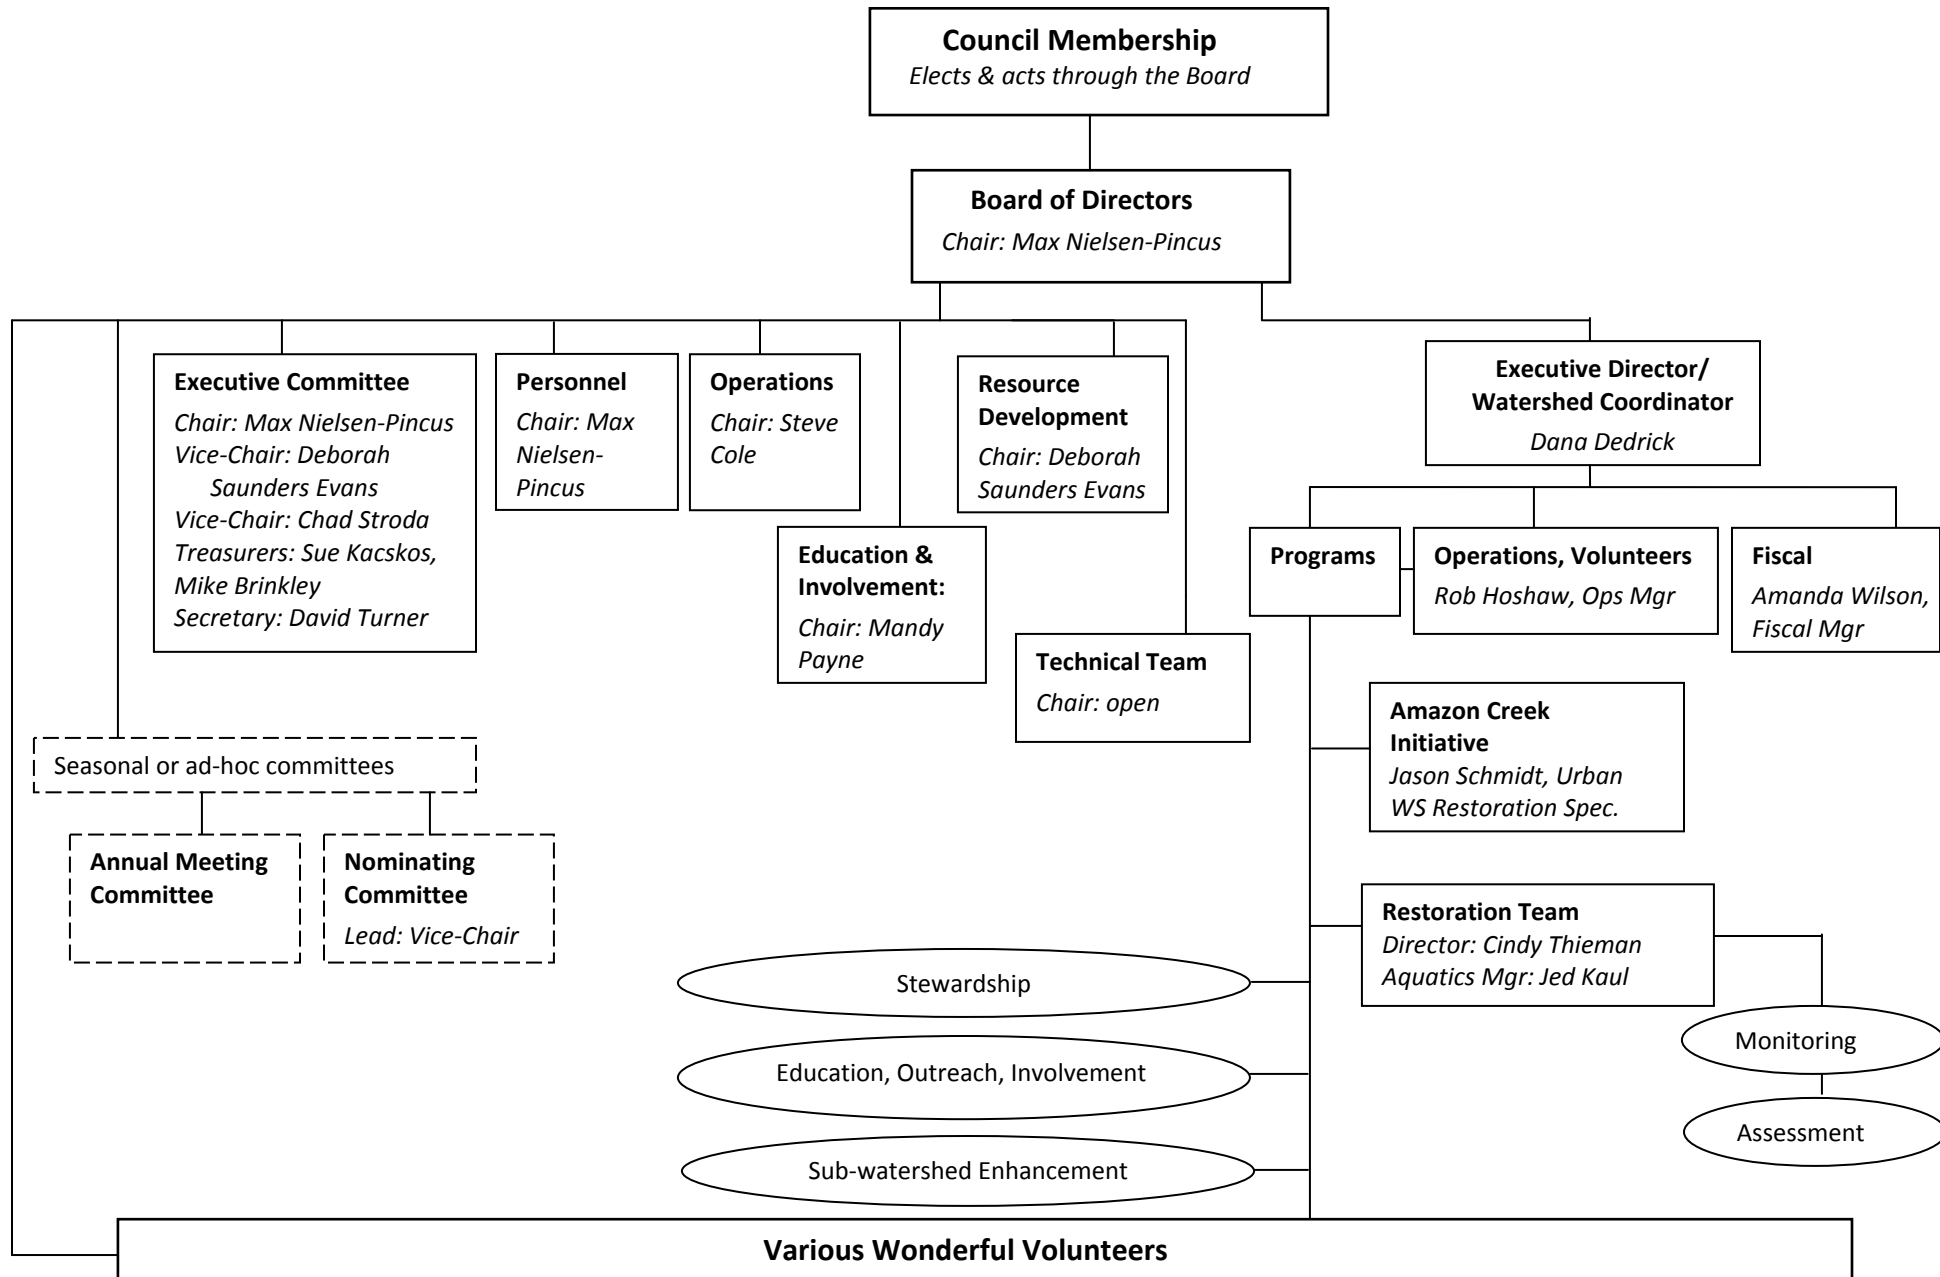 Council Membership
Elects & acts through the Board
Board of Directors
Chair: Max Nielsen-Pincus
Executive Committee
Chair: Max Nielsen-Pincus
Vice-Chair: Deborah
Saunders Evans
Vice-Chair: Chad Stroda
Treasurers: Sue Kacskos,
Mike Brinkley
Secretary: David Turner
Personnel
Chair: Max
Nielsen-
Pincus
Operations
Chair: Steve
Cole
Resource
Development
Chair: Deborah
Saunders Evans
Executive Director/
Watershed Coordinator
Dana Dedrick
Education &
Involvement:
Chair: Mandy
Payne
Technical Team
Chair: open
Programs
Operations, Volunteers
Rob Hoshaw, Ops Mgr
Fiscal
Amanda Wilson,
Fiscal Mgr
Amazon Creek
Initiative
Jason Schmidt, Urban
WS Restoration Spec.
Seasonal or ad-hoc committees
Annual Meeting
Committee
Nominating
Committee
Lead: Vice-Chair
Restoration Team
Director: Cindy Thieman
Aquatics Mgr: Jed Kaul
Stewardship
Education, Outreach, Involvement
Sub-watershed Enhancement
Monitoring
Assessment
Various Wonderful Volunteers